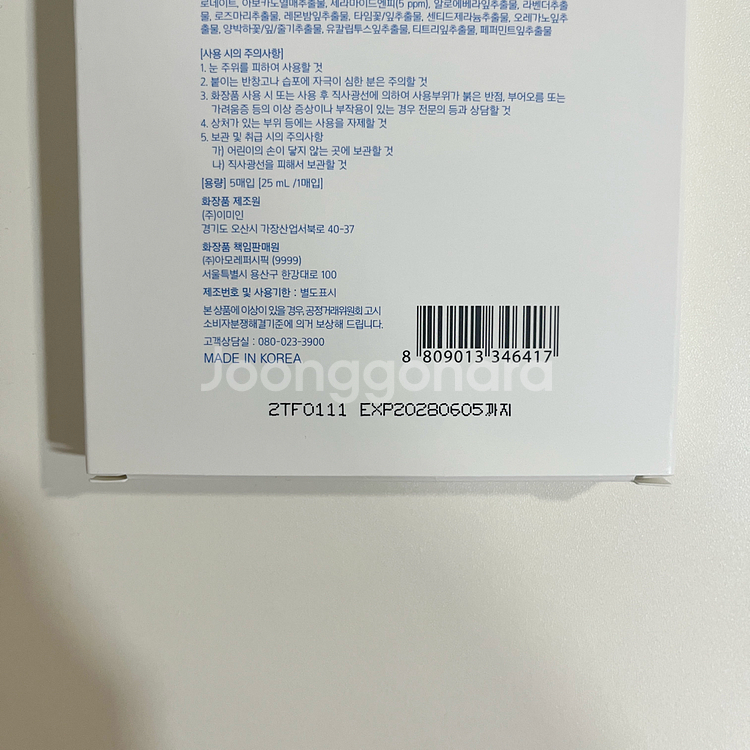 로네이트, 아보카도열매추출물, 세라마이드엔피(5 ppm), 알로에베라잎추출물, 라벤더추출
물, 로즈마리추출물, 레몬밤잎추출물, 타임꽃/잎추출물, 센티드제라늄추출물, 오레가노잎추
출물, 양박하꽃/잎/줄기추출물, 유칼립투스잎추출물, 티트리잎추출물, 페퍼민트잎추출물
[사용 시의 주의사항]
1. 눈 주위를 피하여 사용할 것
2. 붙이는 반창고나 습포에 자극이 심한 분은 주의할 것
3. 화장품 사용 시 또는 사용 후 직사광선에 의하여 사용부위가 붉은 반점, 부어오름 또는
가려움증 등의 이상 증상이나 부작용이 있는 경우 전문의 등과 상담할 것
4. 상처가 있는 부위 등에는 사용을 자제할 것
5. 보관 및 취급 시의 주의사항
가) 어린이의 손이 닿지 않는 곳에 보관할 것
나) 직사광선을 피해서 보관할 것
[용량] 5매입 [25 mL /1매입]
화장품 제조원
(주)이미인
경기도 오산시 가장산업서북로 40-37
화장품 책임판매원
(주)아모레퍼시픽 (9999)
서울특별시 용산구 한강대로 100
제조번호 및 사용기한 : 별도표시
본 상품에 이상이 있을 경우, 공정거래위원회 고시
소비자분쟁해결기준에 의거 보상해 드립니다.
고객상담실 : 080-023-3900
MADE IN KOREA
8 809013 346417
Joonggonara
2TF0111 EXP20280605까지